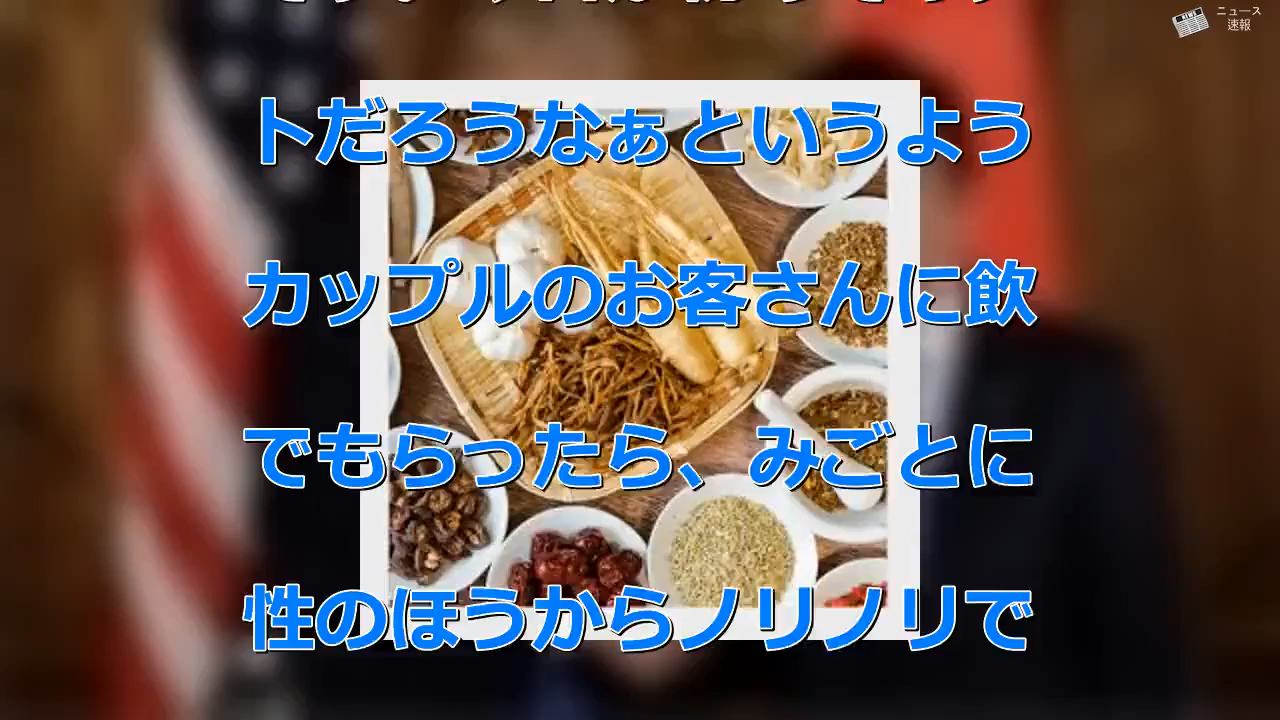 ニュース
速報
トだろうなぁというよう
カップルのお客さんに飲
でもらったら、みごとに
性のほうからノリノリで